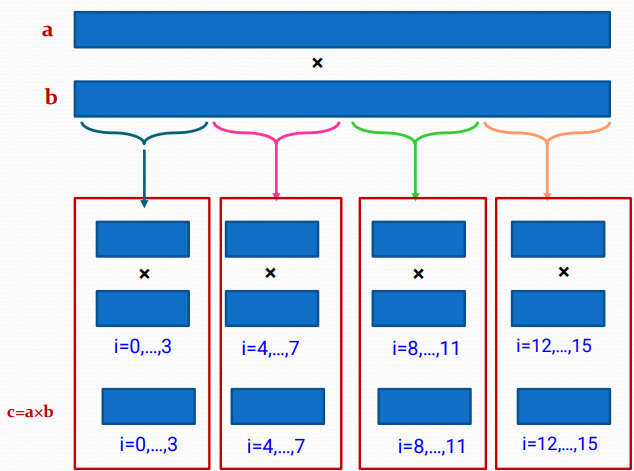 a
×
b
× × × ×
i=0,...,3 i=4,...,7 i=8,...,11 i=12,...,15
c=a×b
i=0,...,3 i=4,...,7 i=8,...,11 i=12,...,15